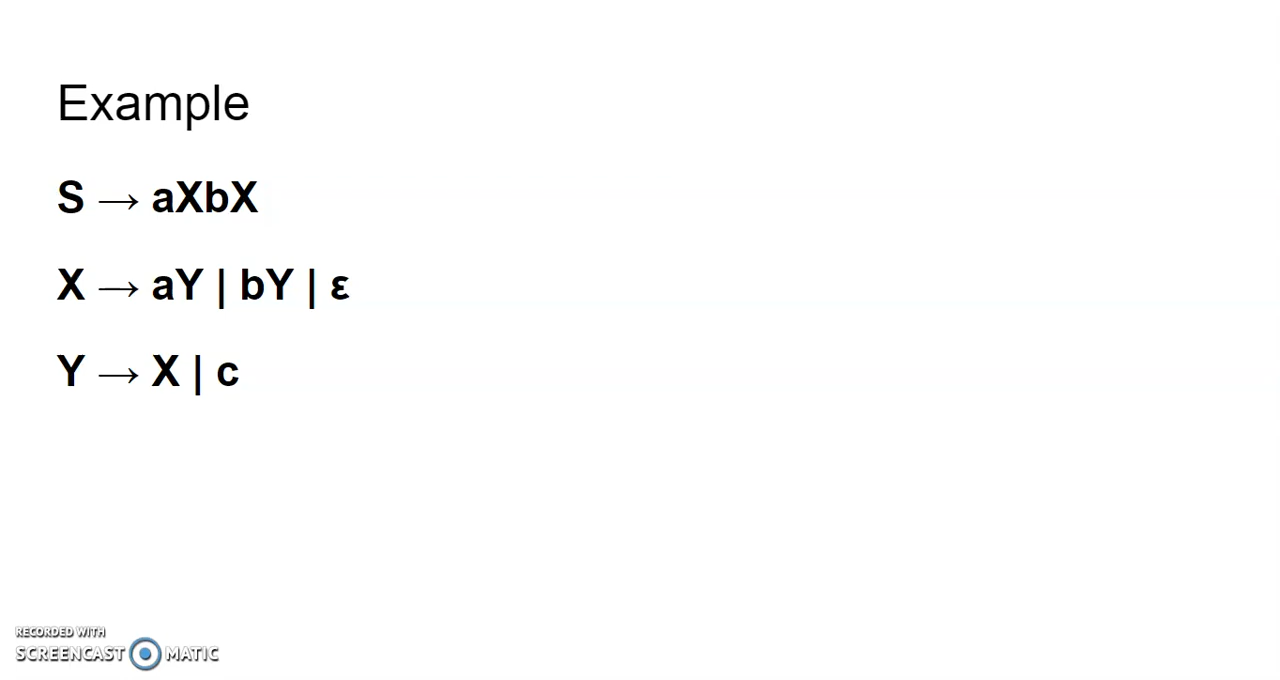 Example
S → aXbX
X → aY | bY | ε
Y → X | c
RECORDED WITH
SCREENCAST MATIC